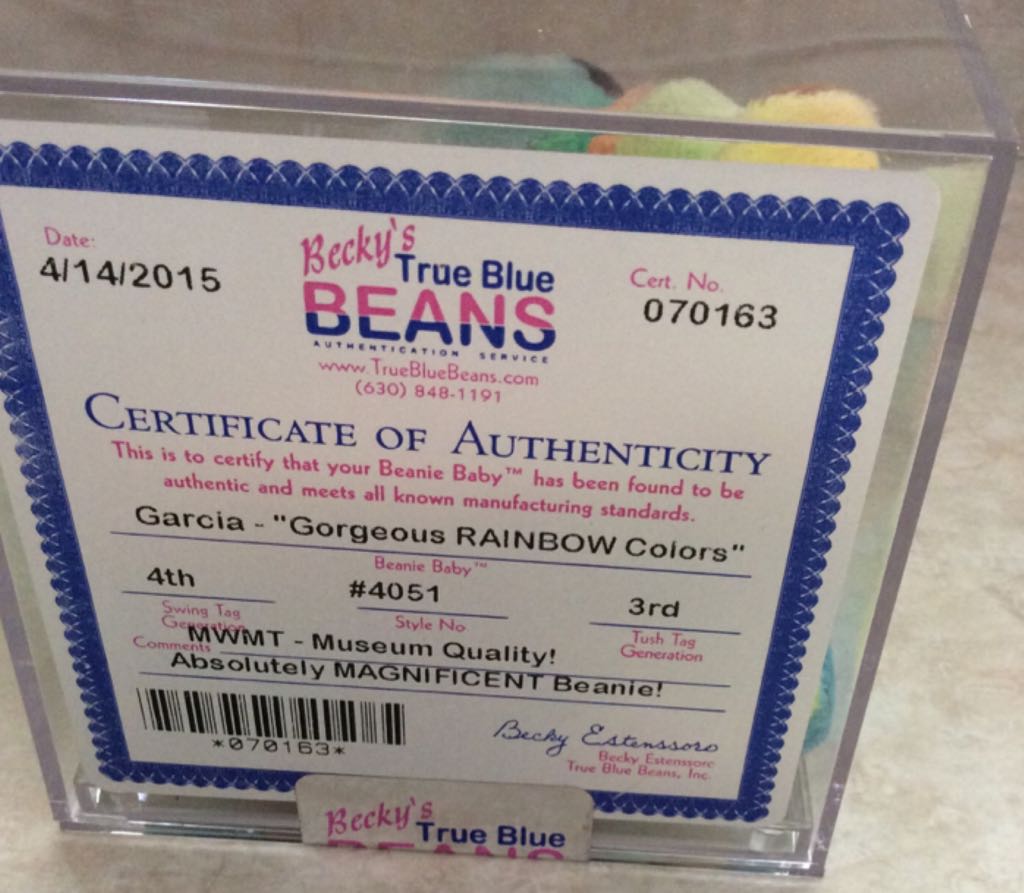 Date:
4/14/2015
Becky's
True Blue
BEANS
AUTHENTICATION SERVICE
www.TrueBlueBeans.com
(630) 848-1191
Cert. No.
070163
CERTIFICATE OF AUTHENTICITY
This is to certify that your Beanie Baby™ has been found to be
authentic and meets all known manufacturing standards.
Garcia - "Gorgeous RAINBOW Colors"
Beanie Baby™
4th
Swing Tag
Generation
#4051
Style No
3rd
Tush Tag
Generation
Comments MWMT - Museum Quality!
Absolutely MAGNIFICENT Beanie!
*070163*
Becky Estenssoro
Becky Estenssore
True Blue Beans, Inc.
Becky's
True Blue
BEANS